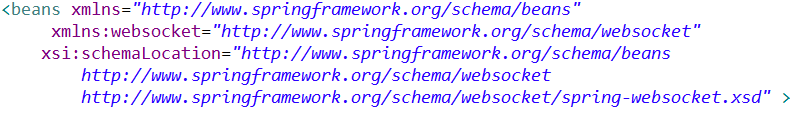 <beans xmlns="http://www.springframework.org/schema/beans"
xmlns:websocket="http://www.springframework.org/schema/websocket"
xsi:schemaLocation="http://www.springframework.org/schema/beans
http://www.springframework.org/schema/websocket
http://www.springframework.org/schema/websocket/spring-websocket.xsd" >